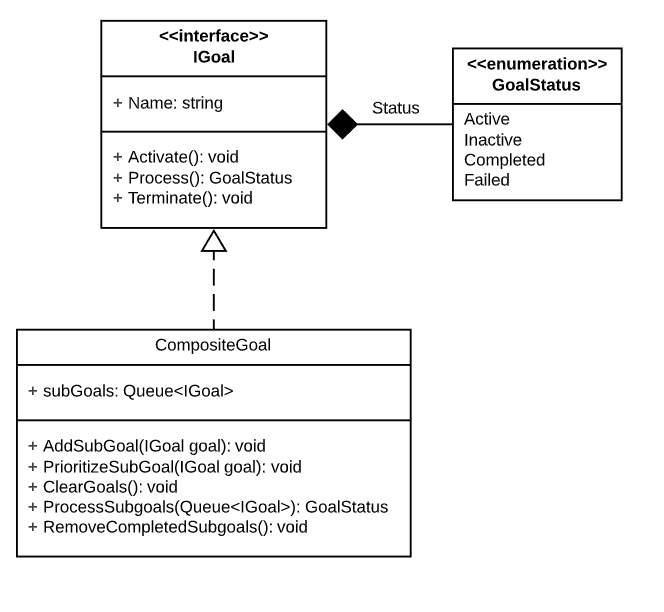 <<interface>>
IGoal
+ Name: string
+ Activate(): void
+ Process(): GoalStatus
+ Terminate(): void
Status
<<enumeration>>
GoalStatus
Active
Inactive
Completed
Failed
CompositeGoal
+ subGoals: Queue<IGoal>
+ AddSubGoal(IGoal goal): void
+ PrioritizeSubGoal(IGoal goal): void
+ ClearGoals(): void
+ ProcessSubgoals(Queue<IGoal>): GoalStatus
+ RemoveCompletedSubgoals(): void